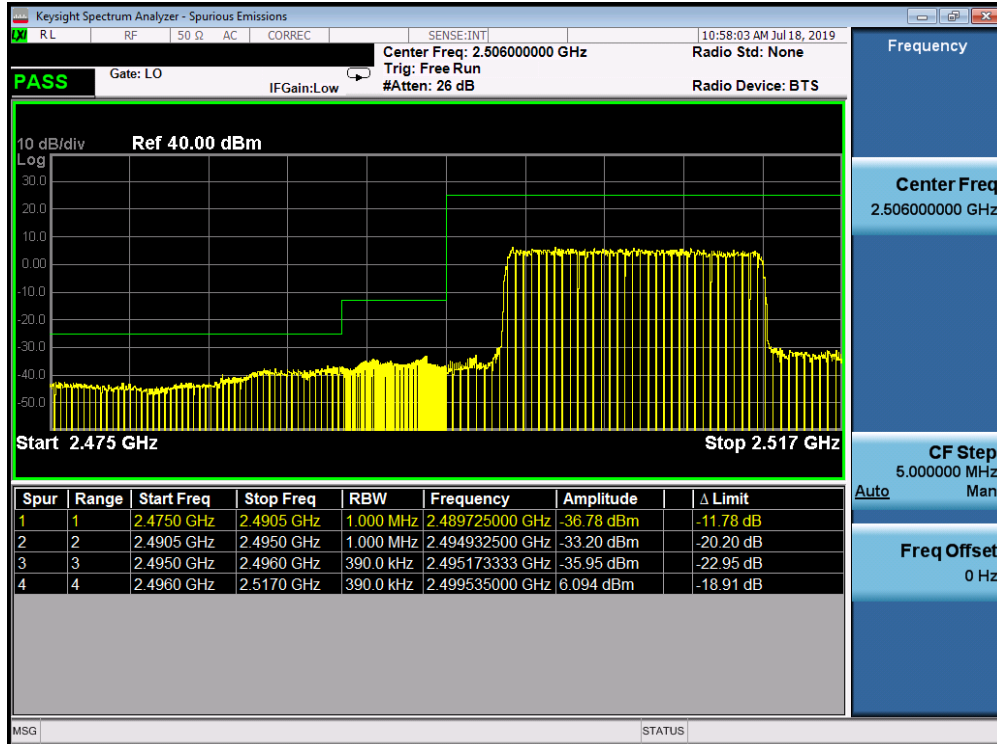 Keysight Spectrum Analyzer - Spurious Emissions
LXI RL RF 50 Ω AC CORREC SENSE:INT 10:58:03 AM Jul 18, 2019
Center Freq: 2.506000000 GHz Radio Std: None
PASS Gate: LO Trig: Free Run
IFGain:Low #Atten: 26 dB Radio Device: BTS
10 dB/div Ref 40.00 dBm
Log
30.0
20.0
10.0
0.00
-10.0
-20.0
-30.0
-40.0
-50.0
Start 2.475 GHz Stop 2.517 GHz
Spur Range Start Freq Stop Freq RBW Frequency Amplitude Δ Limit
1 1 2.4750 GHz 2.4905 GHz 1.000 MHz 2.489725000 GHz -36.78 dBm -11.78 dB
2 2 2.4905 GHz 2.4950 GHz 1.000 MHz 2.494932500 GHz -33.20 dBm -20.20 dB
3 3 2.4950 GHz 2.4960 GHz 390.0 kHz 2.495173333 GHz -35.95 dBm -22.95 dB
4 4 2.4960 GHz 2.5170 GHz 390.0 kHz 2.499535000 GHz 6.094 dBm -18.91 dB
MSG STATUS
Frequency
Center Freq
2.506000000 GHz
CF Step
5.000000 MHz
Auto Man
Freq Offset
0 Hz